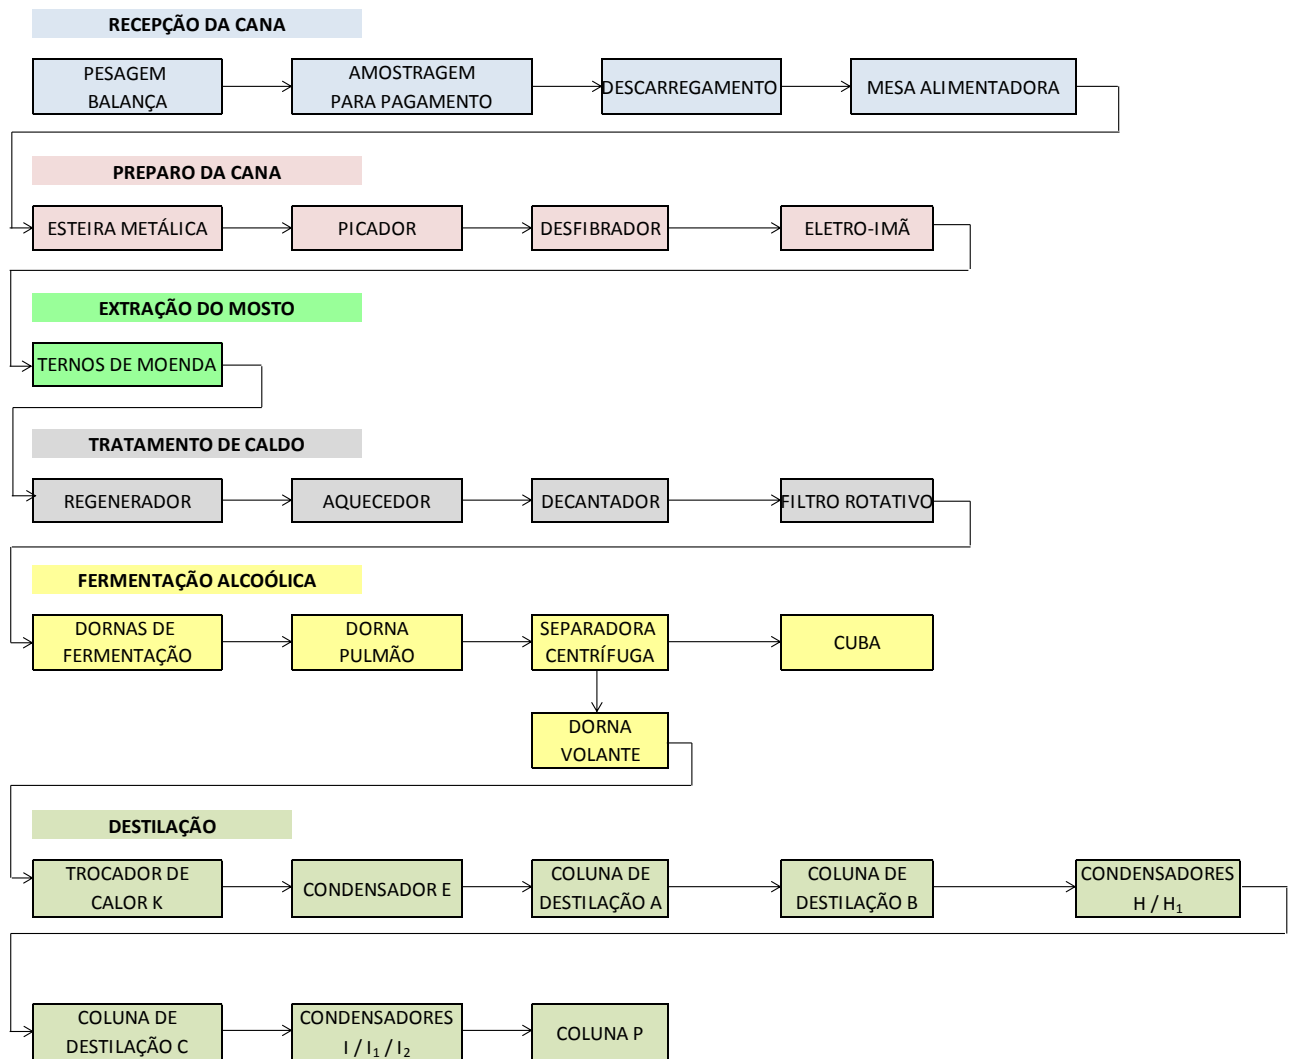 RECEPÇÃO DA CANA
PESAGEM
BALANÇA
AMOSTRAGEM
PARA PAGAMENTO
DESCARREGAMENTO
MESA ALIMENTADORA
PREPARO DA CANA
ESTEIRA METÁLICA
PICADOR
DESFIBRADOR
ELETRO-IMÃ
EXTRAÇÃO DO MOSTO
TERNOS DE MOENDA
TRATAMENTO DE CALDO
REGENERADOR
AQUECEDOR
DECANTADOR
FILTRO ROTATIVO
FERMENTAÇÃO ALCOÓLICA
DORNAS DE
FERMENTAÇÃO
DORNA
PULMÃO
SEPARADORA
CENTRÍFUGA
CUBA
DORNA
VOLANTE
DESTILAÇÃO
TROCADOR DE
CALOR K
CONDENSADOR E
COLUNA DE
DESTILAÇÃO A
COLUNA DE
DESTILAÇÃO B
CONDENSADORES
H / H₁
COLUNA DE
DESTILAÇÃO C
CONDENSADORES
I / I₁ / I₂
COLUNA P